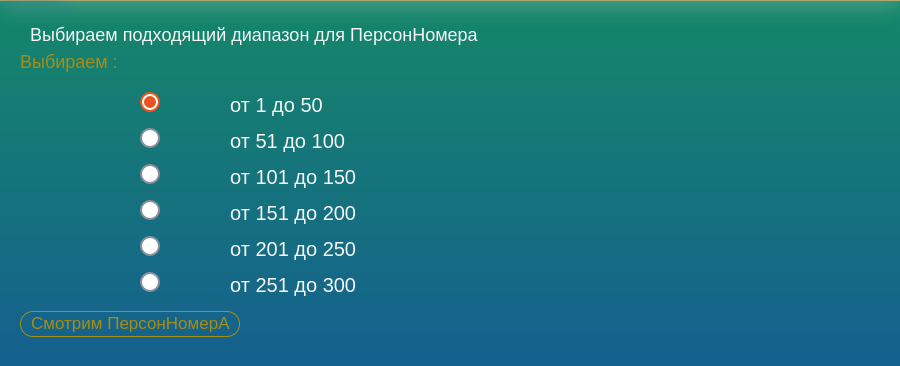 Выбираем подходящий диапазон для ПерсонНомера
Выбираем :
от 1 до 50
от 51 до 100
от 101 до 150
от 151 до 200
от 201 до 250
от 251 до 300
Смотрим ПерсонНомерА